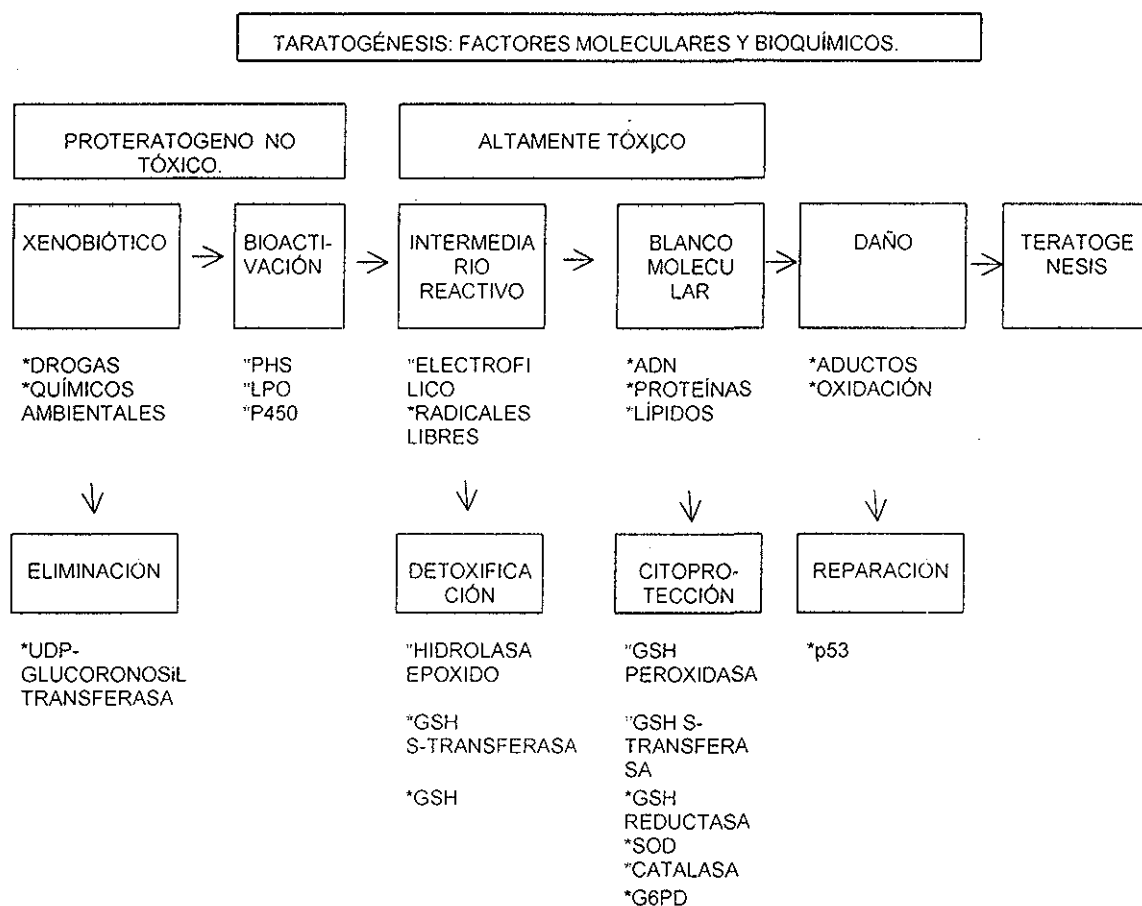 TARATOGÉNESIS: FACTORES MOLECULARES Y BIOQUÍMICOS.
PROTERATOGENO NO
TÓXICO.
ALTAMENTE TÓXICO
XENOBIÓTICO
BIOACTI-
VACIÓN
INTERMEDIA
RIO
REACTIVO
BLANCO
MOLECU
LAR
DAÑO
TERATOGE
NESIS
*DROGAS
*QUÍMICOS
AMBIENTALES
*PHS
*LPO
*P450
*ELECTROFI
LICO
*RADICALES
LIBRES
*ADN
*PROTEÍNAS
*LÍPIDOS
*ADUCTOS
*OXIDACIÓN
ELIMINACIÓN
DETOXIFICA
CIÓN
CITOPRO-
TECCIÓN
REPARACIÓN
*UDP-
GLUCORONOSIL
TRANSFERASA
*HIDROLASA
EPOXIDO
*GSH
S-TRANSFERASA
*GSH
*GSH
PEROXIDASA
*GSH S-
TRANSFERA
SA
*GSH
REDUCTASA
*SOD
*CATALASA
*G6PD
*p53